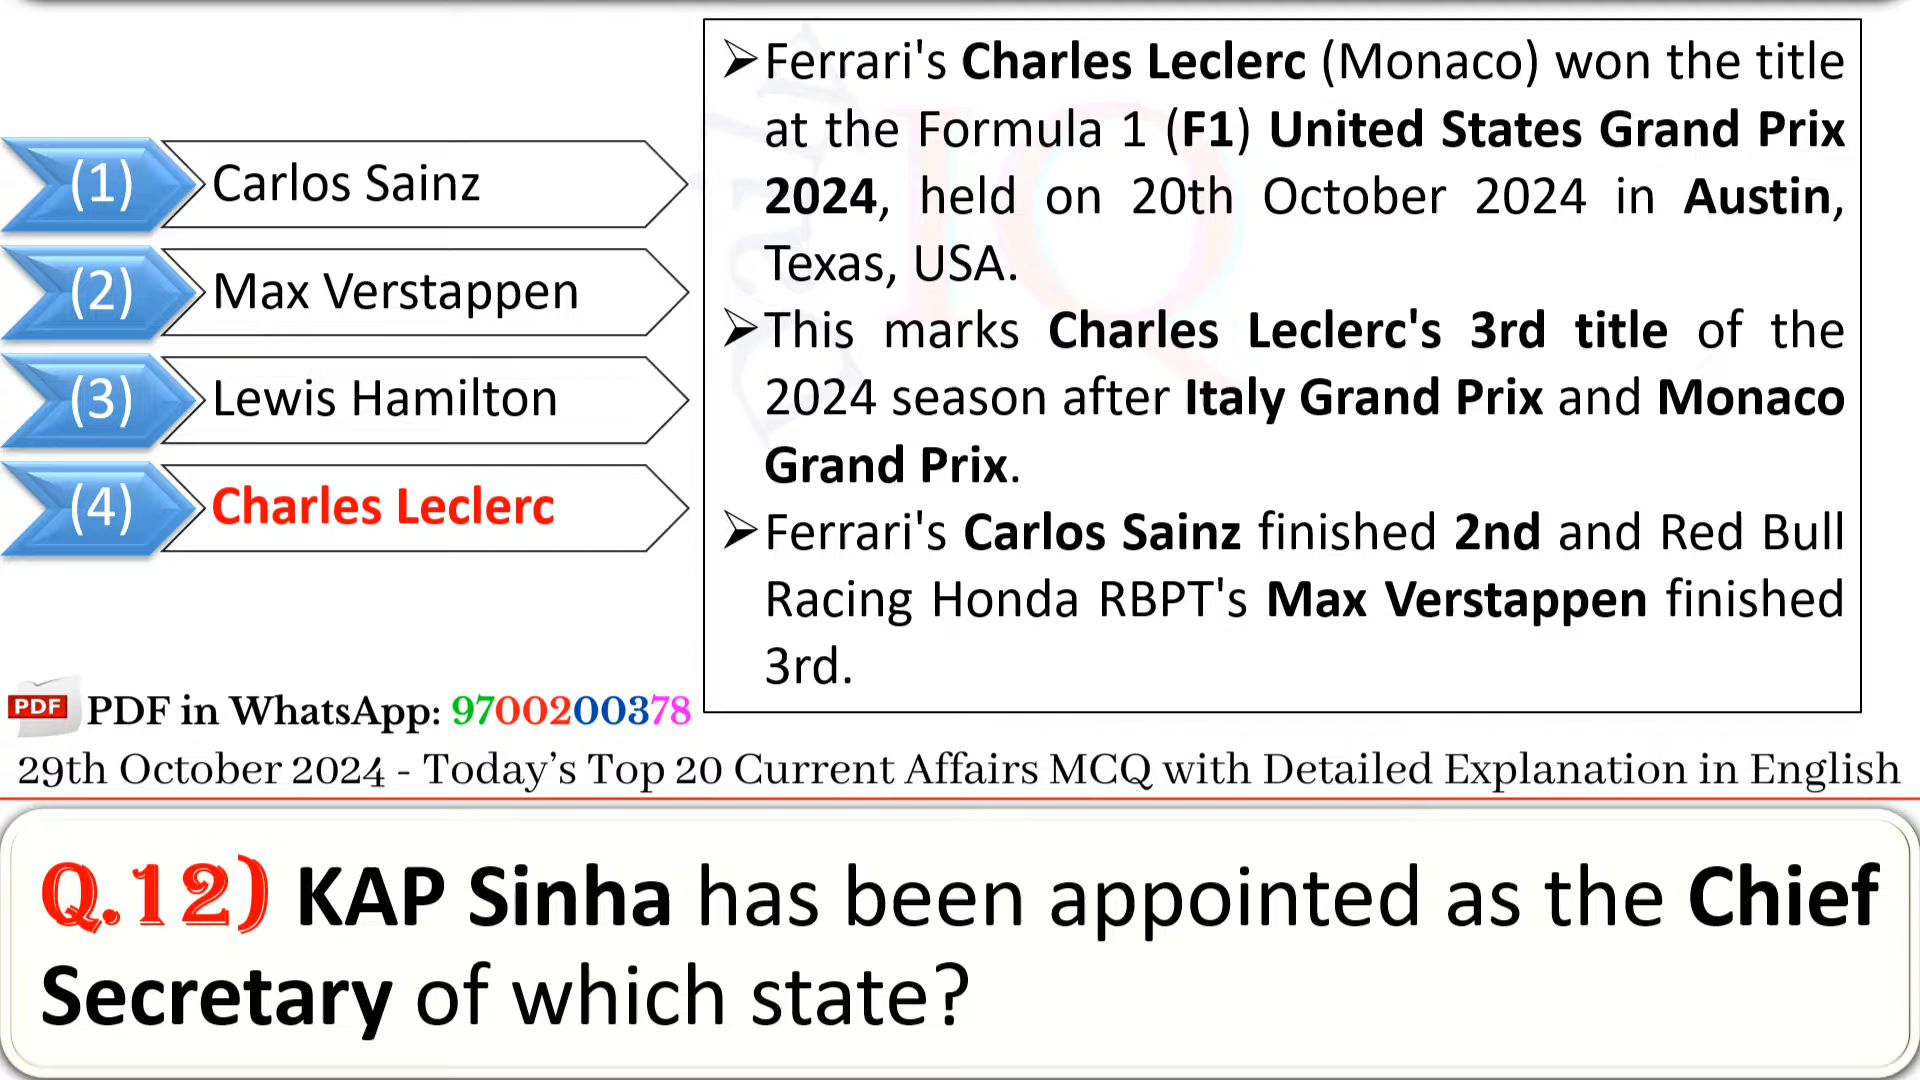 (1) Carlos Sainz
(2) Max Verstappen
(3) Lewis Hamilton
(4) Charles Leclerc
➢Ferrari's Charles Leclerc (Monaco) won the title
at the Formula 1 (F1) United States Grand Prix
2024, held on 20th October 2024 in Austin,
Texas, USA.
➢This marks Charles Leclerc's 3rd title of the
2024 season after Italy Grand Prix and Monaco
Grand Prix.
➢Ferrari's Carlos Sainz finished 2nd and Red Bull
Racing Honda RBPT's Max Verstappen finished
3rd.
PDF PDF in WhatsApp: 9700200378
29th October 2024 - Today’s Top 20 Current Affairs MCQ with Detailed Explanation in English
Q.12) KAP Sinha has been appointed as the Chief
Secretary of which state?